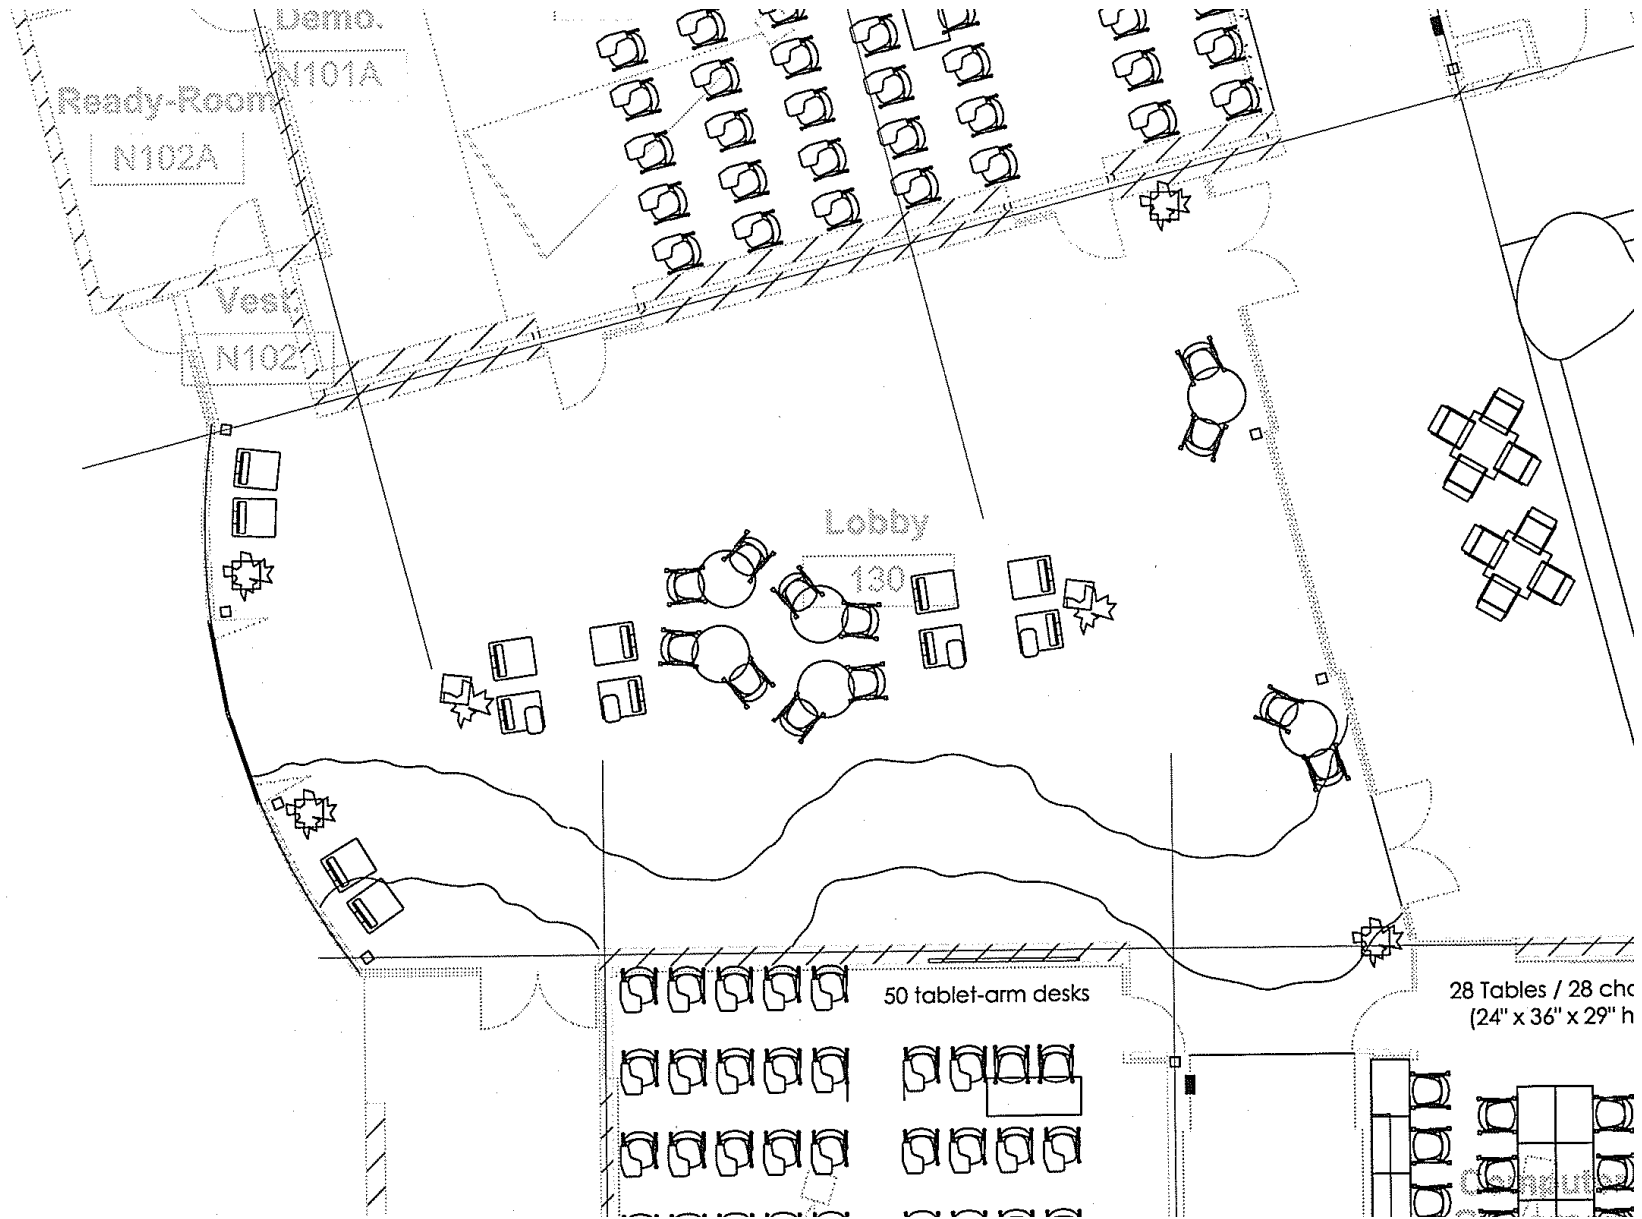 Demo.
N101A
Ready-Room
N102A
Vest.
N102
Lobby
130
50 tablet-arm desks
28 Tables / 28
(24" x 36" x 29"